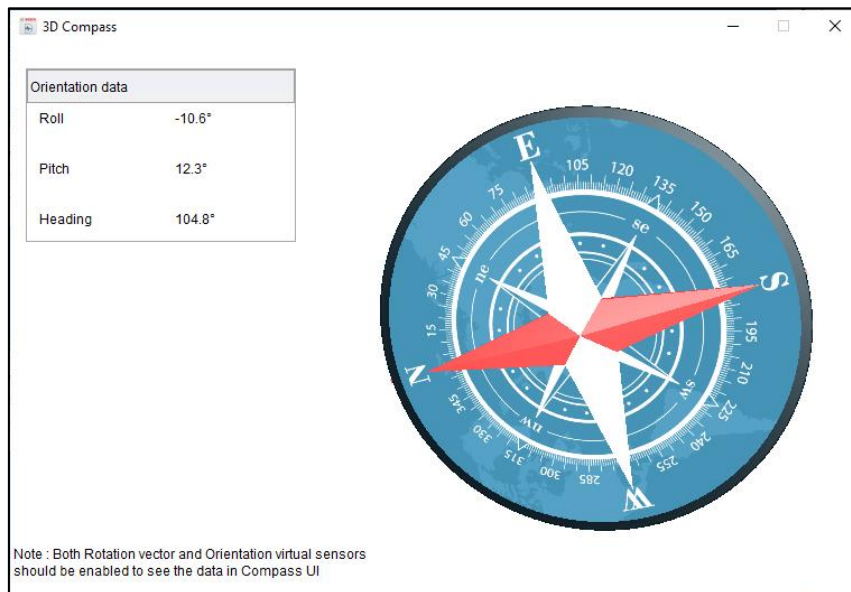 3D Compass
Orientation data
Roll -10.6°
Pitch 12.3°
Heading 104.8°
E
105
120
135
150
165
S
195
210
225
240
255
W
285
300
315
330
345
N
15
30
45
60
75
ne
se
sw
nw
Note : Both Rotation vector and Orientation virtual sensors
should be enabled to see the data in Compass UI